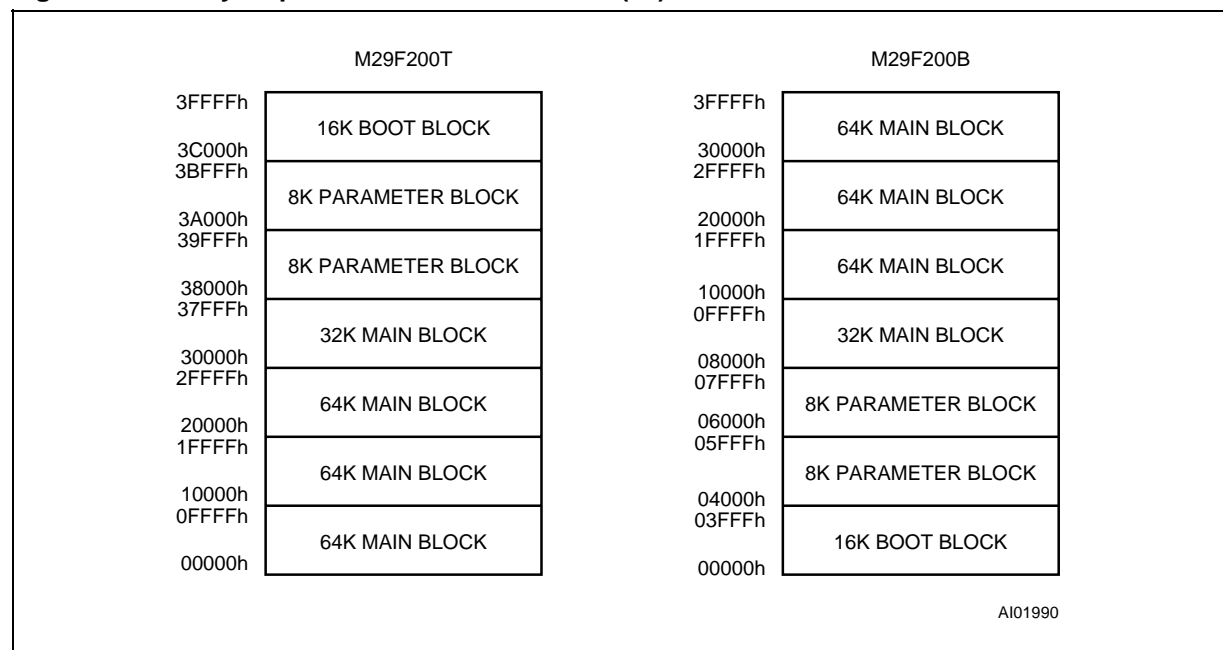 M29F200T
3FFFFh
16K BOOT BLOCK
3C000h
3BFFFh
8K PARAMETER BLOCK
3A000h
39FFFh
8K PARAMETER BLOCK
38000h
37FFFh
32K MAIN BLOCK
30000h
2FFFFh
64K MAIN BLOCK
20000h
1FFFFh
64K MAIN BLOCK
10000h
0FFFFh
64K MAIN BLOCK
00000h
M29F200B
3FFFFh
64K MAIN BLOCK
30000h
2FFFFh
64K MAIN BLOCK
20000h
1FFFFh
64K MAIN BLOCK
10000h
0FFFFh
32K MAIN BLOCK
08000h
07FFFh
8K PARAMETER BLOCK
06000h
05FFFh
8K PARAMETER BLOCK
04000h
03FFFh
16K BOOT BLOCK
00000h
AI01990